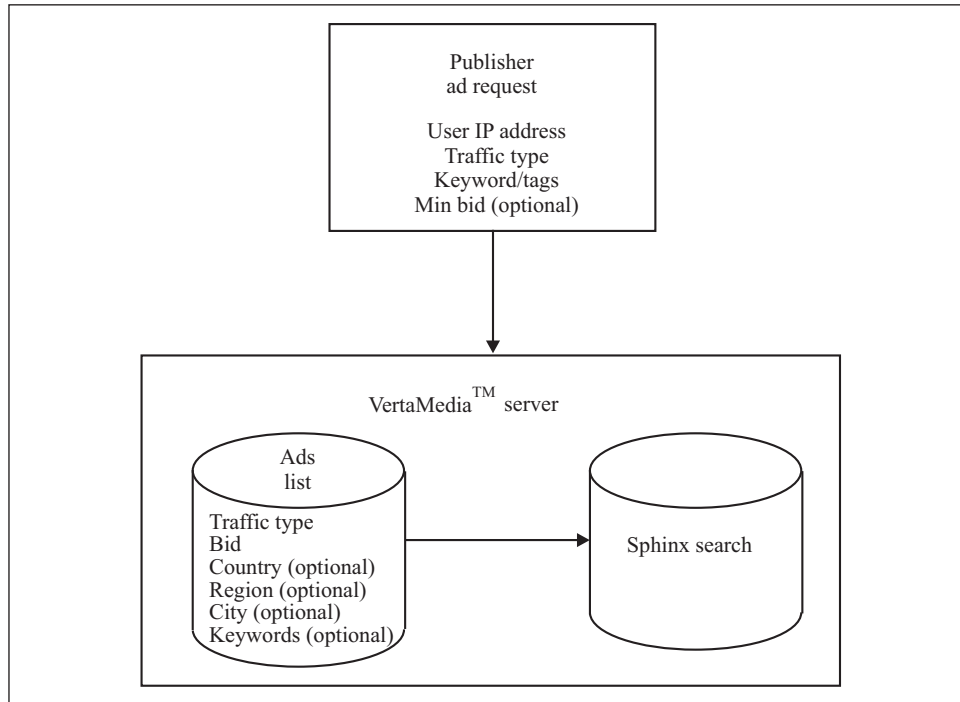 Publisher
ad request
User IP address
Traffic type
Keyword/tags
Min bid (optional)
VertaMedia™ server
Ads
list
Traffic type
Bid
Country (optional)
Region (optional)
City (optional)
Keywords (optional)
Sphinx search